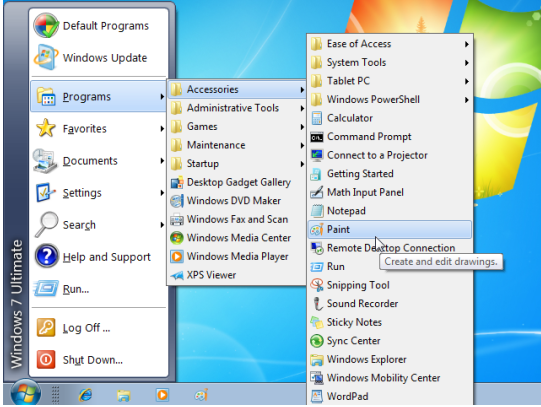 Default Programs
Windows Update
Programs
Favorites
Documents
Settings
Search
Help and Support
Run...
Log Off ...
Shut Down...
Windows 7 Ultimate
Accessories
Administrative Tools
Games
Maintenance
Startup
Desktop Gadget Gallery
Windows DVD Maker
Windows Fax and Scan
Windows Media Center
Windows Media Player
XPS Viewer
Ease of Access
System Tools
Tablet PC
Windows PowerShell
Calculator
Command Prompt
Connect to a Projector
Getting Started
Math Input Panel
Notepad
Paint
Remote Desktop Connection
Create and edit drawings.
Run
Snipping Tool
Sound Recorder
Sticky Notes
Sync Center
Windows Explorer
Windows Mobility Center
WordPad